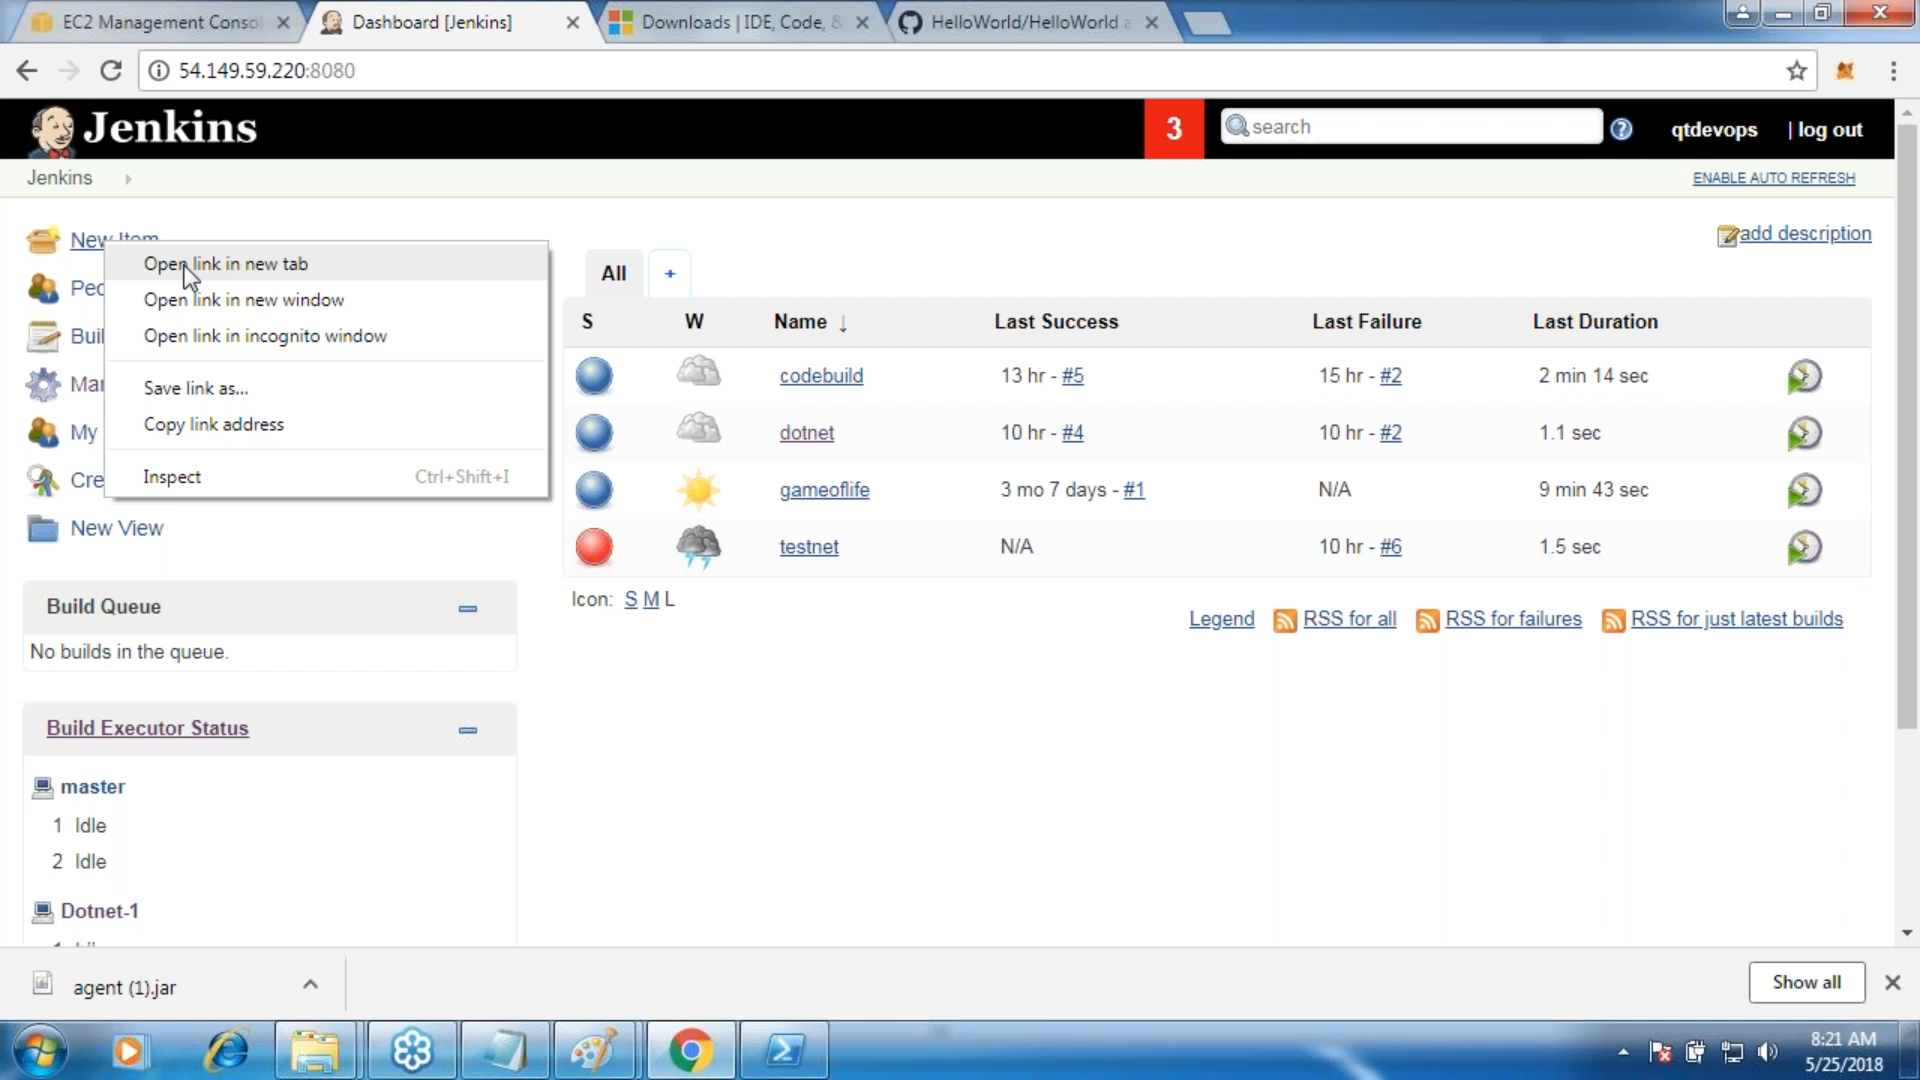 EC2 Management Consol
Dashboard [Jenkins]
Downloads | IDE, Code, &
HelloWorld/HelloWorld a
54.149.59.220:8080
Jenkins
3
search
qtdevops
| log out
Jenkins
ENABLE AUTO REFRESH
New Item
add description
Open link in new tab
Open link in new window
Open link in incognito window
Save link as...
Copy link address
Inspect Ctrl+Shift+I
My
New View
All +
S W Name ↓ Last Success Last Failure Last Duration
codebuild 13 hr - #5 15 hr - #2 2 min 14 sec
dotnet 10 hr - #4 10 hr - #2 1.1 sec
gameoflife 3 mo 7 days - #1 N/A 9 min 43 sec
testnet N/A 10 hr - #6 1.5 sec
Icon: S M L
Legend RSS for all RSS for failures RSS for just latest builds
Build Queue
No builds in the queue.
Build Executor Status
master
1 Idle
2 Idle
Dotnet-1
agent (1).jar
Show all
8:21 AM
5/25/2018